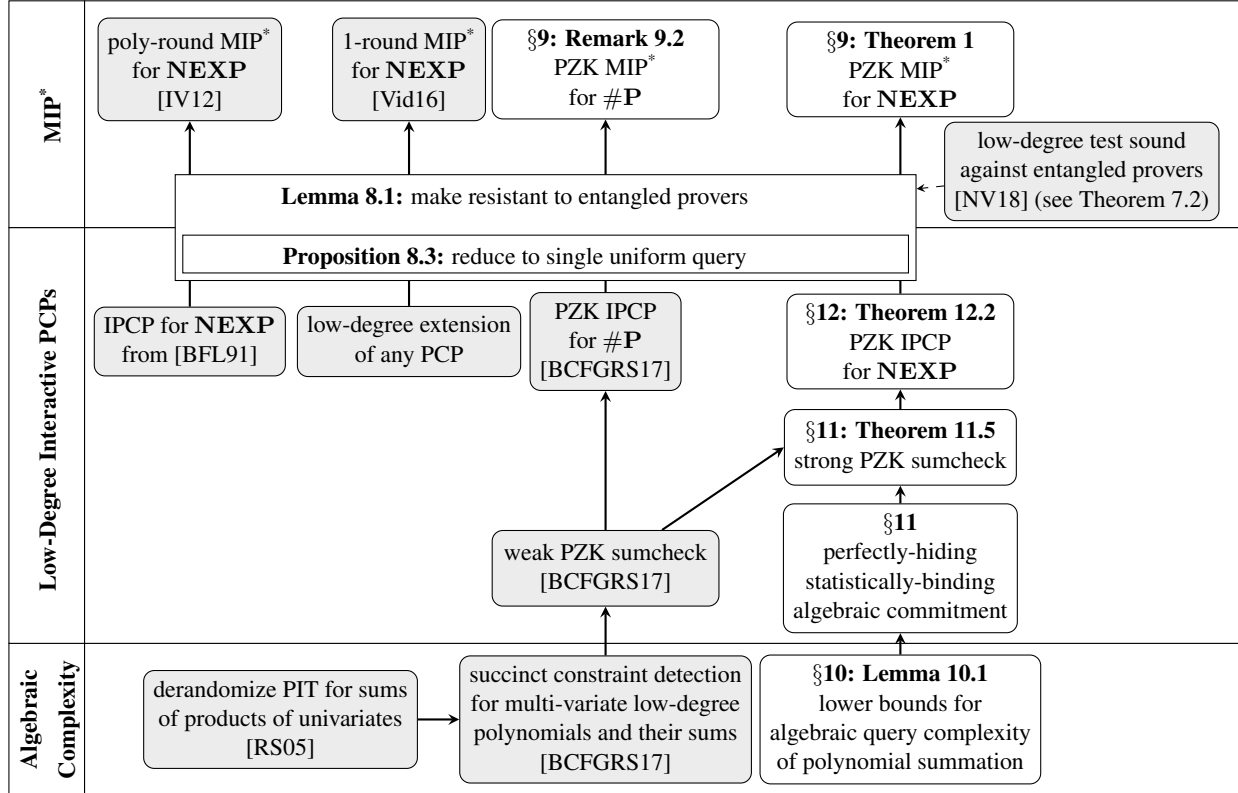 MIP*
poly-round MIP*
for NEXP
[IV12]
1-round MIP*
for NEXP
[Vid16]
§9: Remark 9.2
PZK MIP*
for #P
§9: Theorem 1
PZK MIP*
for NEXP
low-degree test sound
against entangled provers
[NV18] (see Theorem 7.2)
Lemma 8.1: make resistant to entangled provers
Proposition 8.3: reduce to single uniform query
Low-Degree Interactive PCPs
IPCP for NEXP
from [BFL91]
low-degree extension
of any PCP
PZK IPCP
for #P
[BCFGRS17]
§12: Theorem 12.2
PZK IPCP
for NEXP
§11: Theorem 11.5
strong PZK sumcheck
weak PZK sumcheck
[BCFGRS17]
§11
perfectly-hiding
statistically-binding
algebraic commitment
Algebraic
Complexity
derandomize PIT for sums
of products of univariates
[RS05]
succinct constraint detection
for multi-variate low-degree
polynomials and their sums
[BCFGRS17]
§10: Lemma 10.1
lower bounds for
algebraic query complexity
of polynomial summation